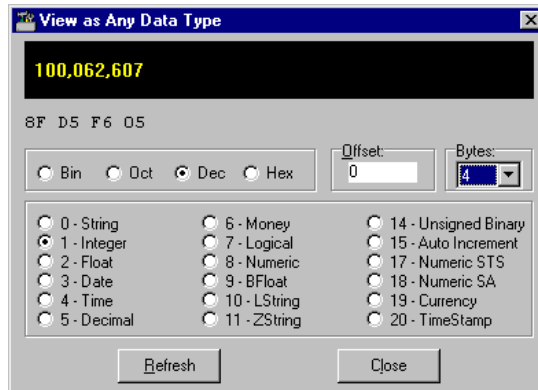 View as Any Data Type
100,062,607
8F D5 F6 05
Bin Oct Dec Hex
Offset:
0
Bytes:
4
0 - String
1 - Integer
2 - Float
3 - Date
4 - Time
5 - Decimal
6 - Money
7 - Logical
8 - Numeric
9 - BFloat
10 - LString
11 - ZString
14 - Unsigned Binary
15 - Auto Increment
17 - Numeric STS
18 - Numeric SA
19 - Currency
20 - TimeStamp
Refresh
Close